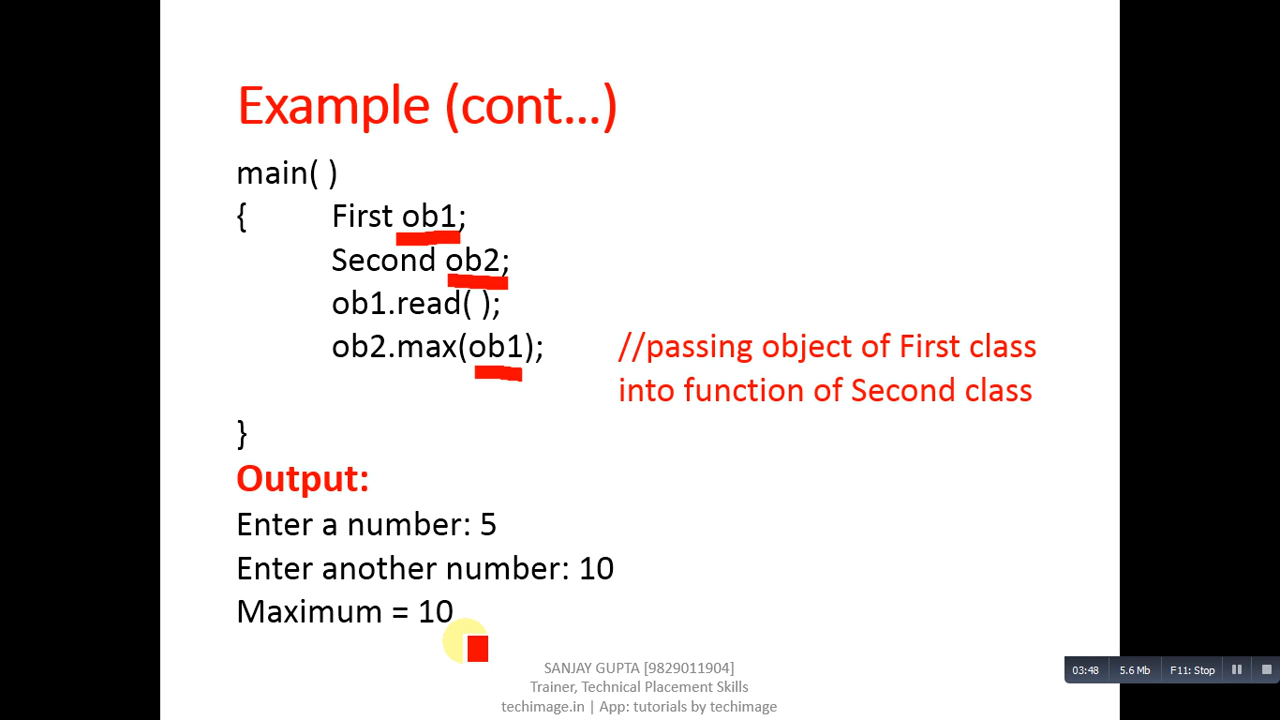 Example (cont...)
main( )
{ First ob1;
Second ob2;
ob1.read( );
ob2.max(ob1); //passing object of First class
into function of Second class
}
Output:
Enter a number: 5
Enter another number: 10
Maximum = 10
SANJAY GUPTA [9829011904]
Trainer, Technical Placement Skills
techimage.in | App: tutorials by techimage
03:48 5.6 Mb F11: Stop